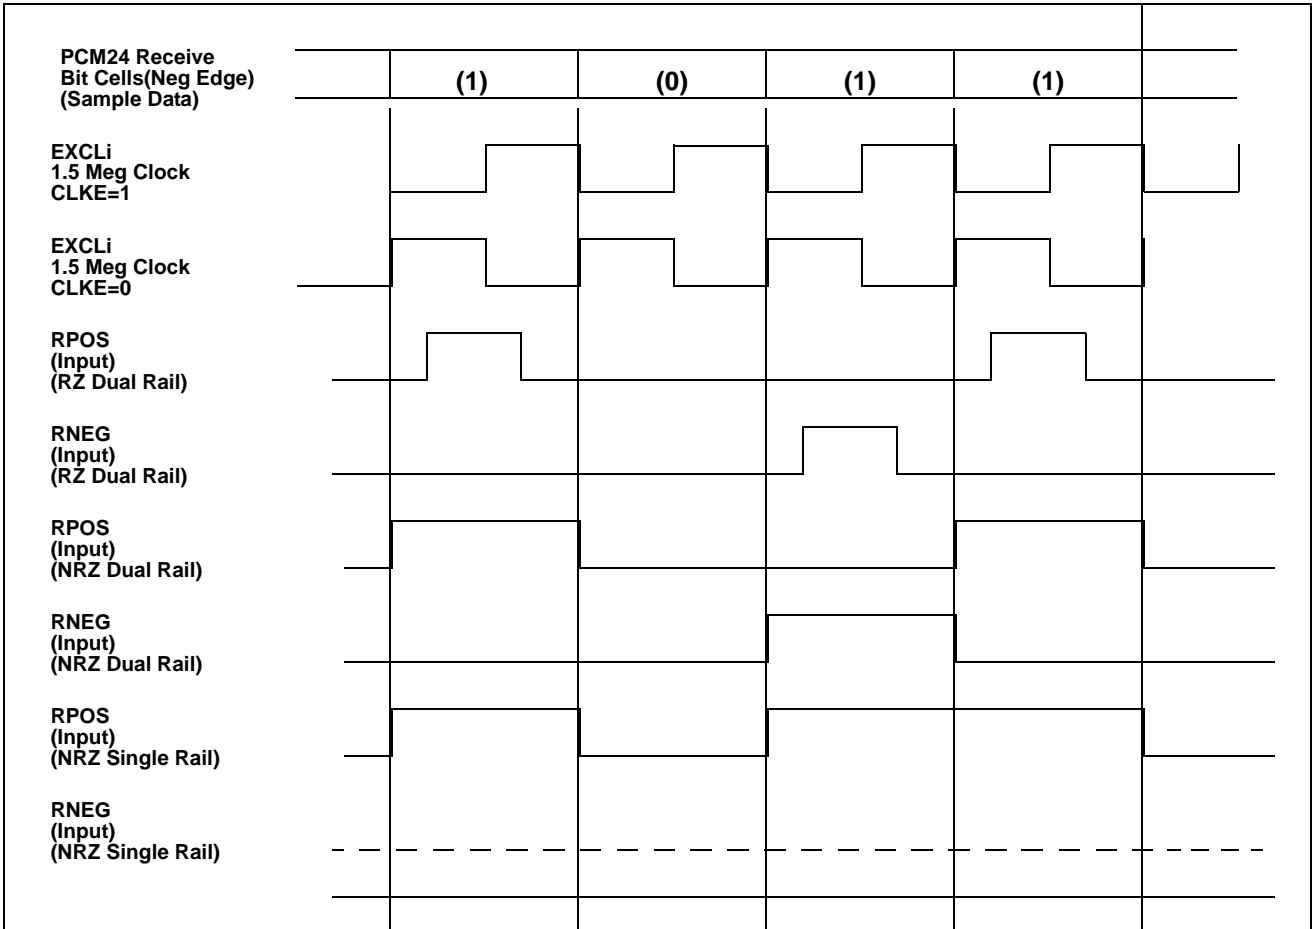 PCM24 Receive
Bit Cells(Neg Edge)
(Sample Data)
(1)
(0)
(1)
(1)
EXCLi
1.5 Meg Clock
CLKE=1
EXCLi
1.5 Meg Clock
CLKE=0
RPOS
(Input)
(RZ Dual Rail)
RNEG
(Input)
(RZ Dual Rail)
RPOS
(Input)
(NRZ Dual Rail)
RNEG
(Input)
(NRZ Dual Rail)
RPOS
(Input)
(NRZ Single Rail)
RNEG
(Input)
(NRZ Single Rail)